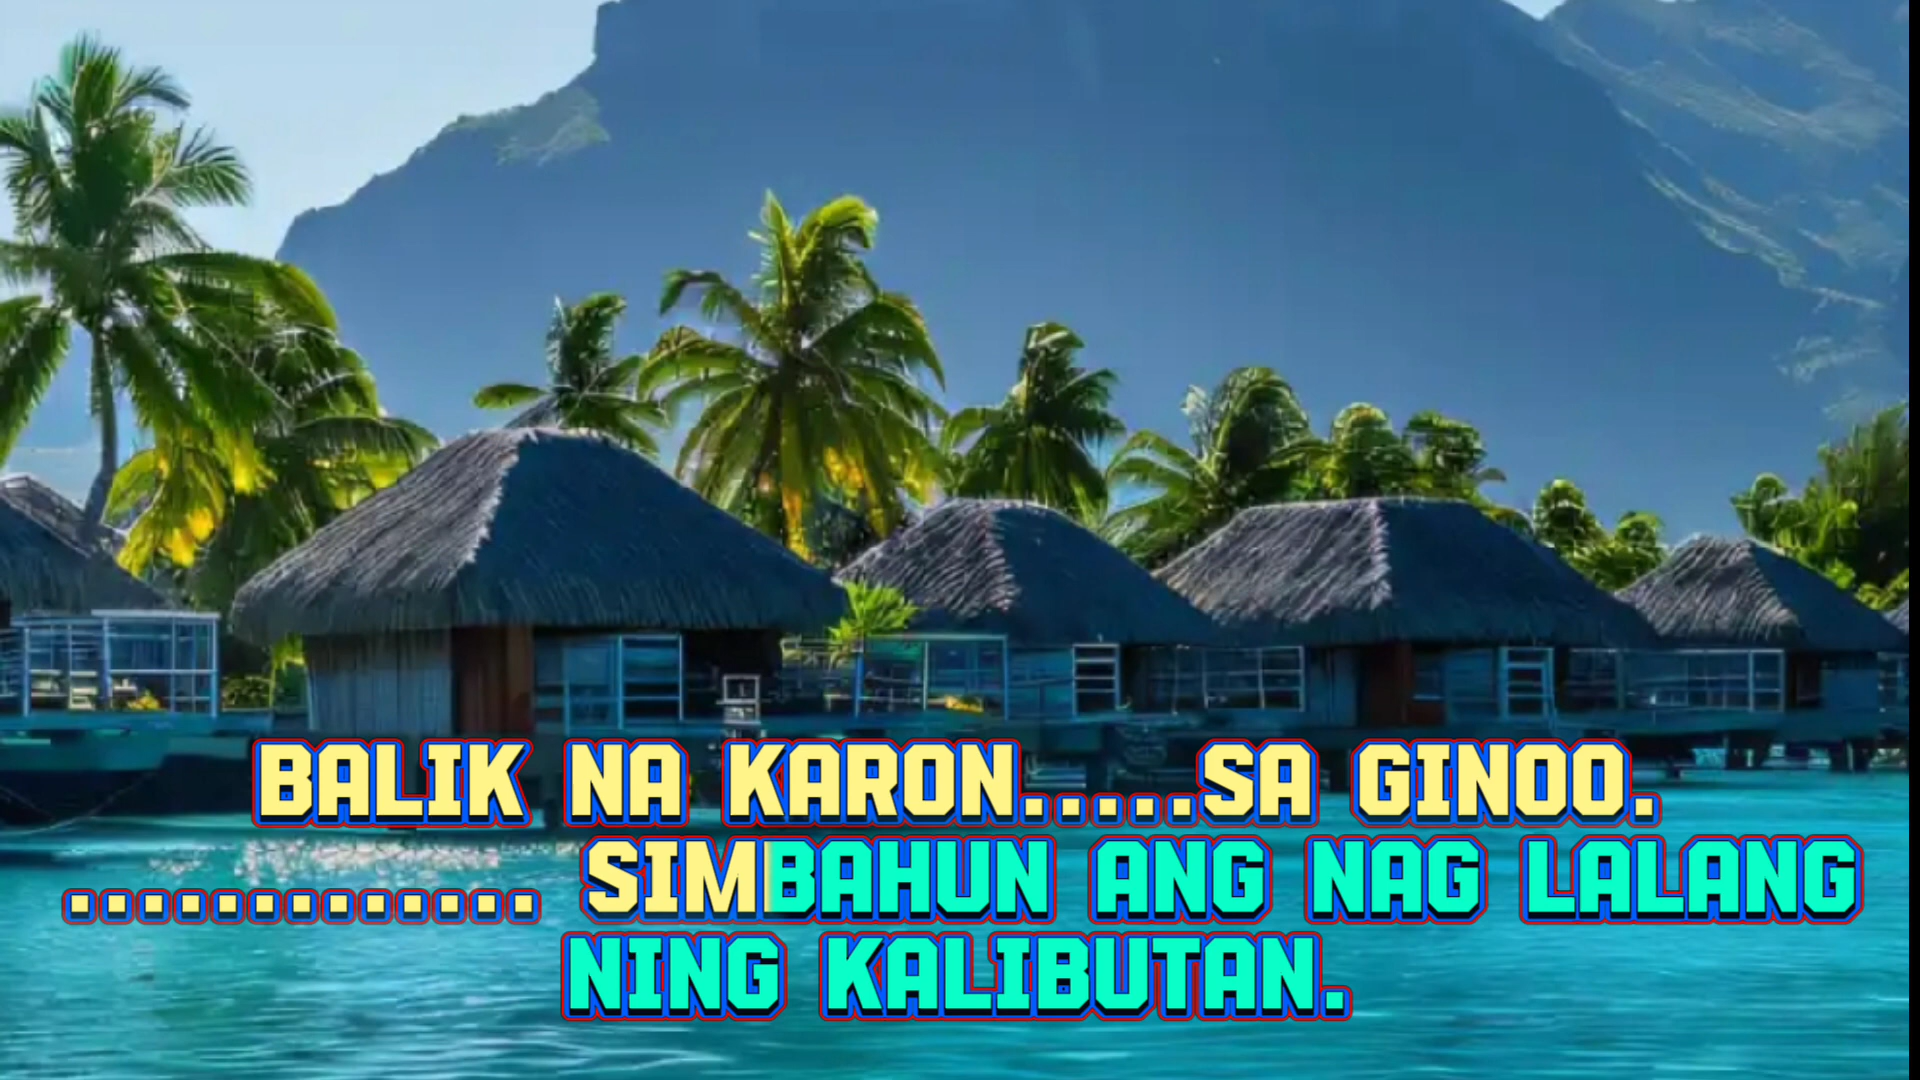 BALIK NA KARON.....SA GINOO.
............. SIMBAHUN ANG NAG LALANG
NING KALIBUTAN.